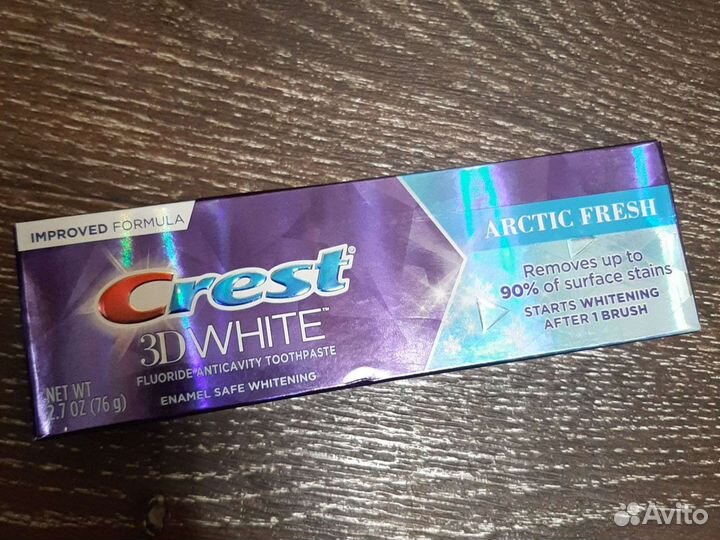 IMPROVED FORMULA
Crest®
3D WHITE™
FLUORIDE ANTICAVITY TOOTHPASTE
ENAMEL SAFE WHITENING
NET WT
2.7 OZ (76 g)
ARCTIC FRESH
Removes up to
90% of surface stains
STARTS WHITENING
AFTER 1 BRUSH
Avito